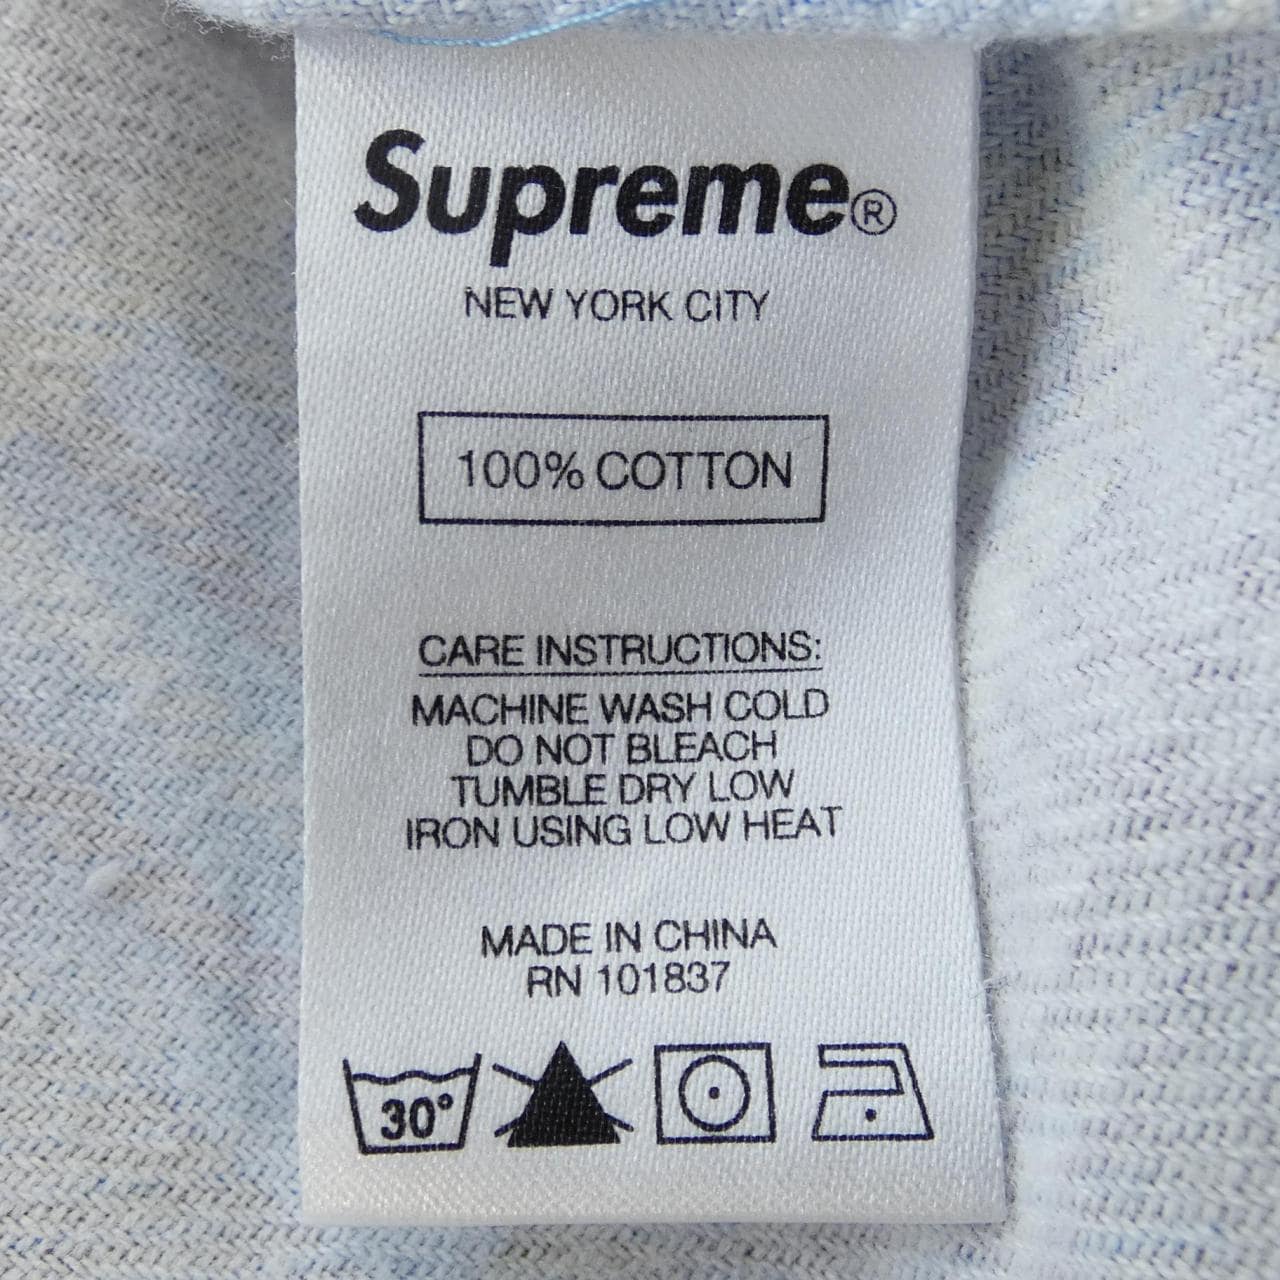 Supreme®
NEW YORK CITY
100% COTTON
CARE INSTRUCTIONS:
MACHINE WASH COLD
DO NOT BLEACH
TUMBLE DRY LOW
IRON USING LOW HEAT
MADE IN CHINA
RN 101837
30°